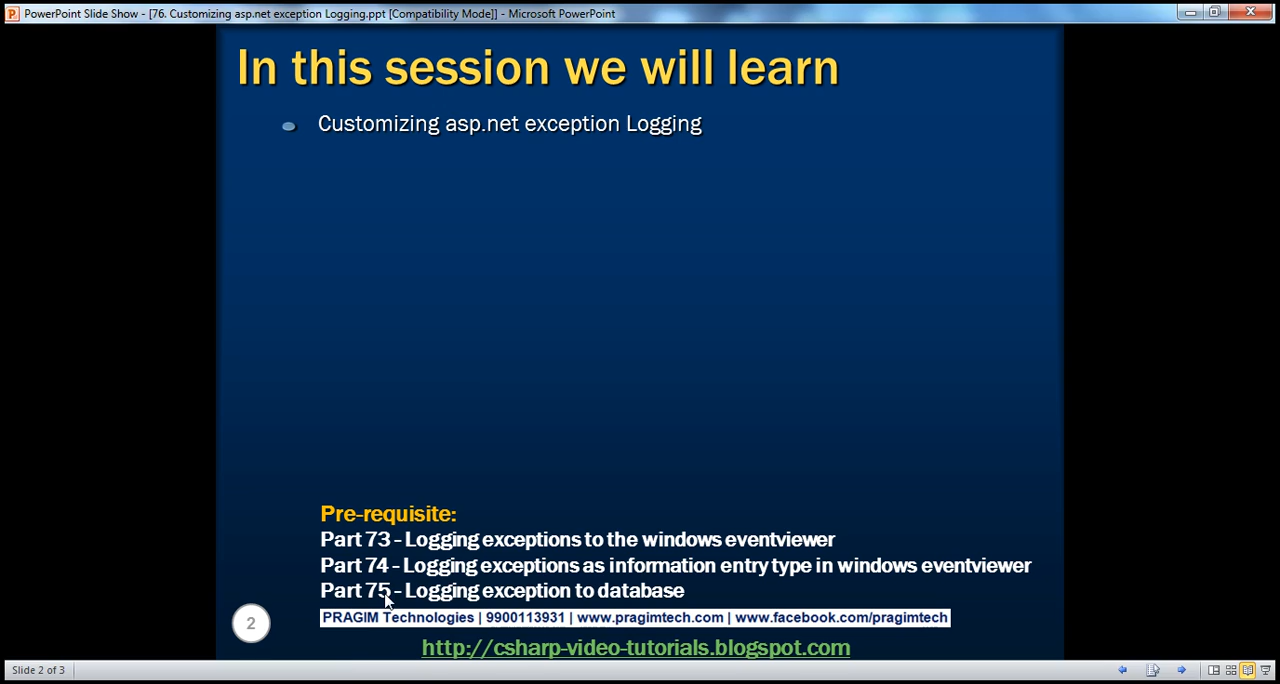 PowerPoint Slide Show - [76. Customizing asp.net exception Logging.ppt [Compatibility Mode]] - Microsoft PowerPoint
In this session we will learn
Customizing asp.net exception Logging
Pre-requisite:
Part 73 - Logging exceptions to the windows eventviewer
Part 74 - Logging exceptions as information entry type in windows eventviewer
Part 75 - Logging exception to database
PRAGIM Technologies | 9900113931 | www.pragimtech.com | www.facebook.com/pragimtech
2
http://csharp-video-tutorials.blogspot.com
Slide 2 of 3